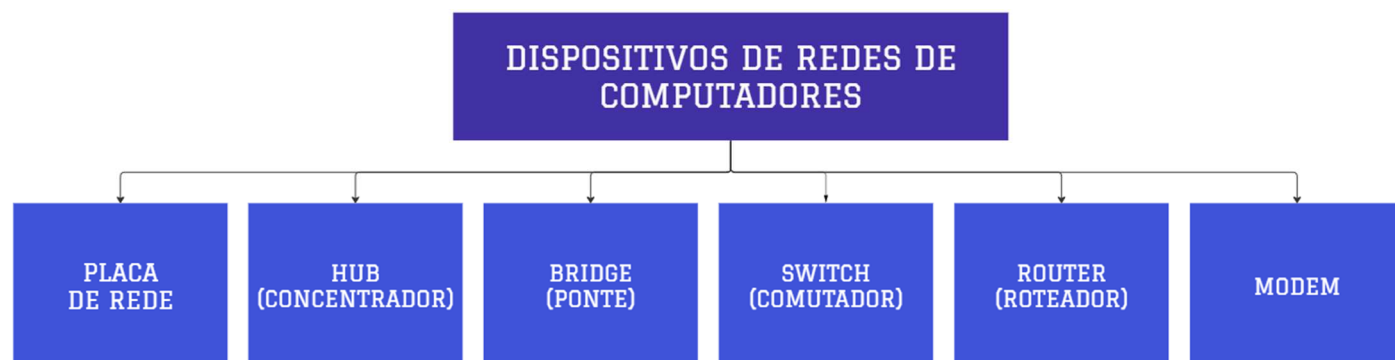 DISPOSITIVOS DE REDES DE
COMPUTADORES
PLACA
DE REDE
HUB
(CONCENTRADOR)
BRIDGE
(PONTE)
SWITCH
(COMUTADOR)
ROUTER
(ROTEADOR)
MODEM